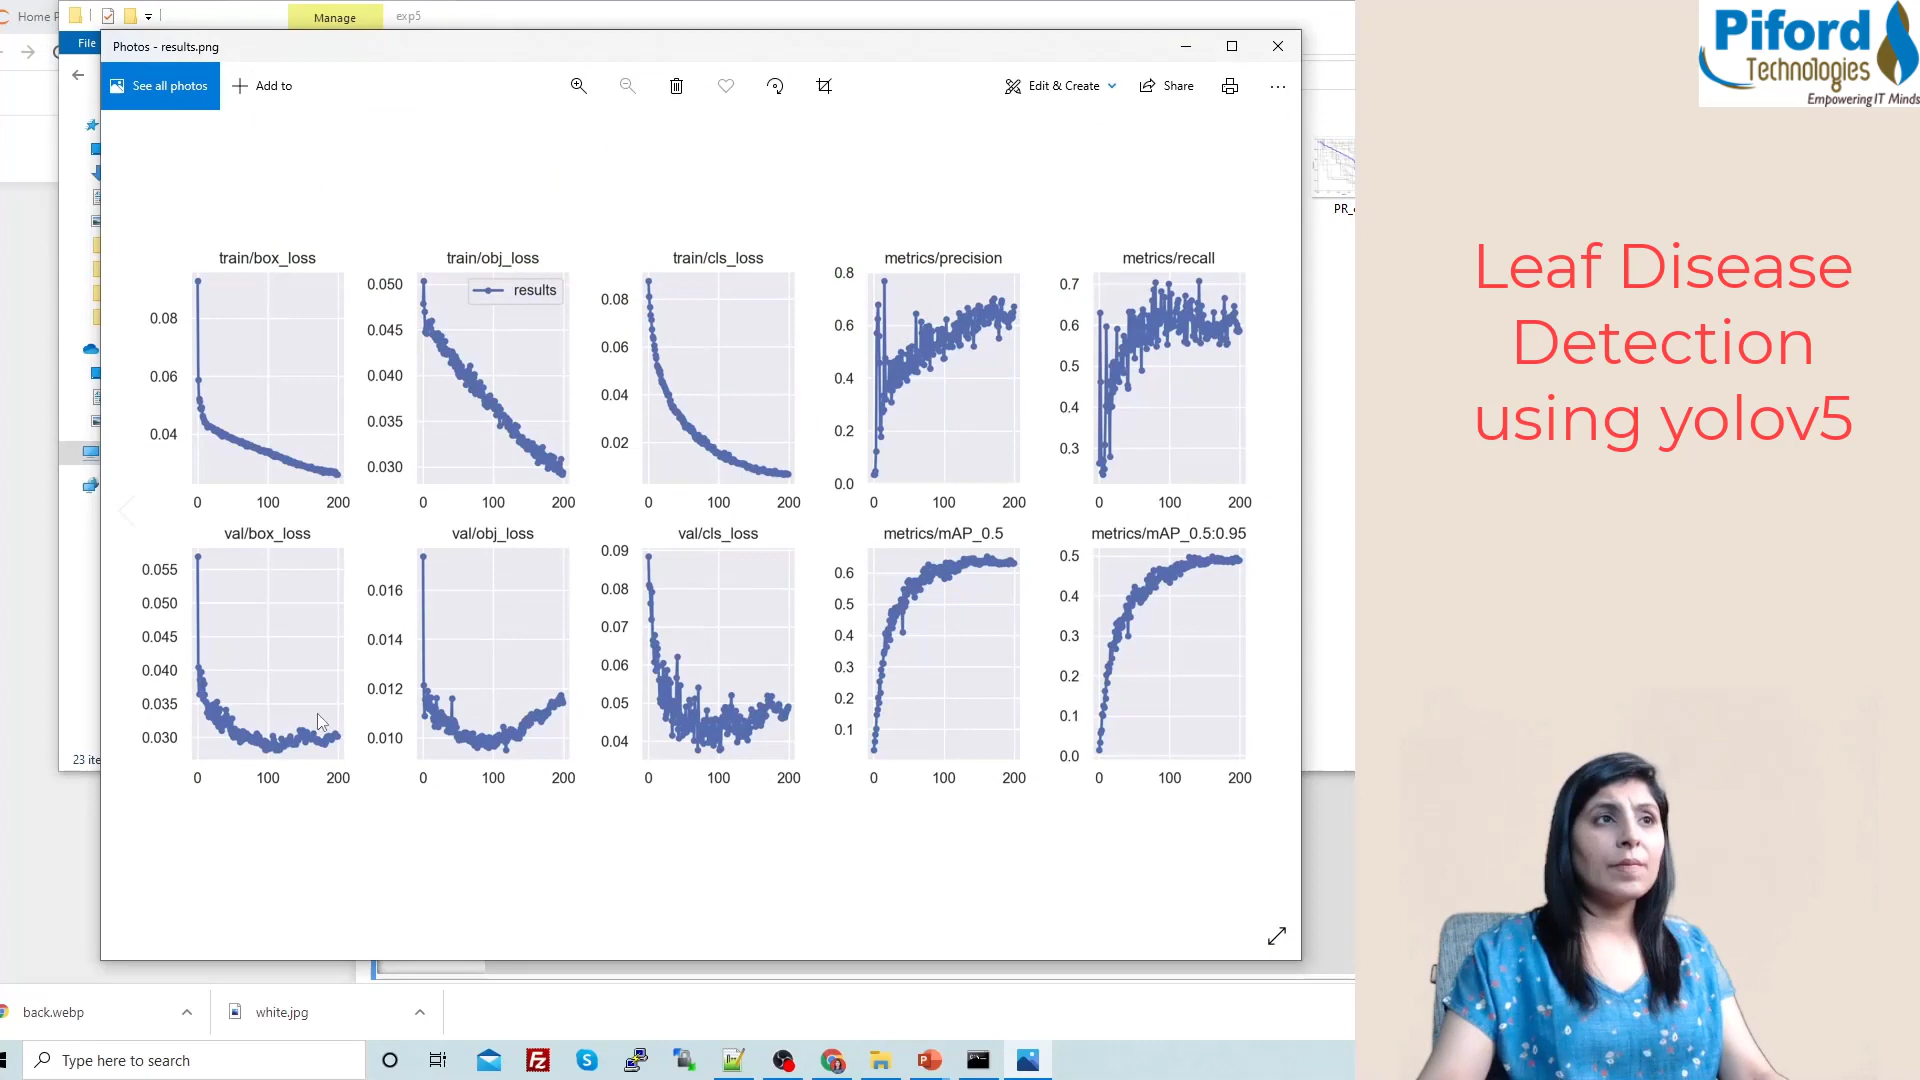 Home P
Manage
exp5
File
Photos - results.png
See all photos
Add to
Edit & Create
Share
Piford
Technologies
Empowering IT Minds
Leaf Disease
Detection
using yolov5
train/box_loss
0.08
0.06
0.04
0 100 200
train/obj_loss
results
0.050
0.045
0.040
0.035
0.030
0 100 200
train/cls_loss
0.08
0.06
0.04
0.02
0 100 200
metrics/precision
0.8
0.6
0.4
0.2
0.0
0 100 200
metrics/recall
0.7
0.6
0.5
0.4
0.3
0 100 200
val/box_loss
0.055
0.050
0.045
0.040
0.035
0.030
0 100 200
val/obj_loss
0.016
0.014
0.012
0.010
0 100 200
val/cls_loss
0.09
0.08
0.07
0.06
0.05
0.04
0 100 200
metrics/mAP_0.5
0.6
0.5
0.4
0.3
0.2
0.1
0 100 200
metrics/mAP_0.5:0.95
0.5
0.4
0.3
0.2
0.1
0.0
0 100 200
PR_
23 ite
back.webp
white.jpg
Type here to search